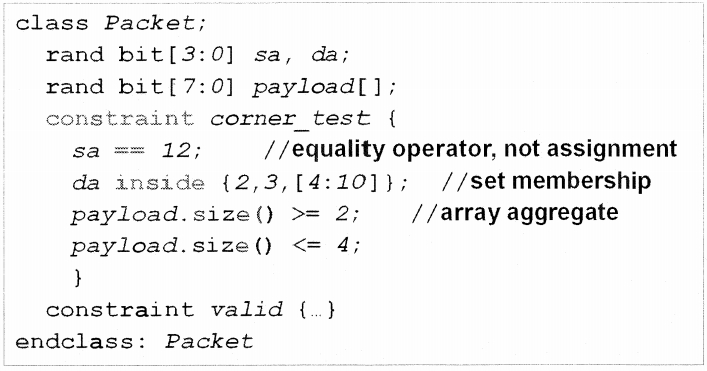 class Packet;
rand bit[3:0] sa, da;
rand bit[7:0] payload[];
constraint corner_test {
sa == 12; //equality operator, not assignment
da inside {2,3,[4:10]}; //set membership
payload.size() >= 2; //array aggregate
payload.size() <= 4;
}
constraint valid {…}
endclass: Packet